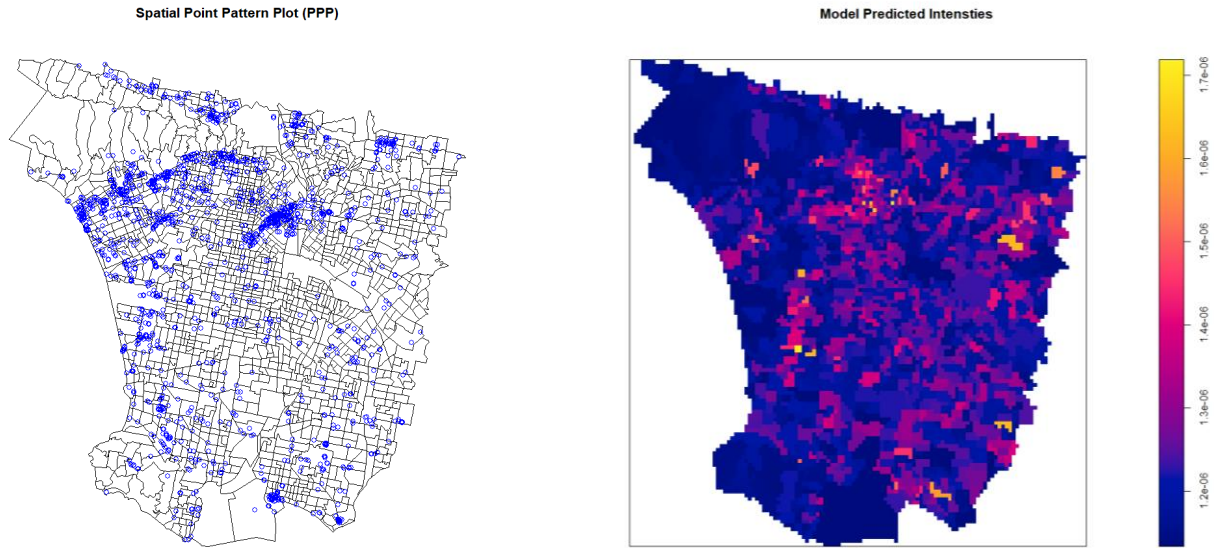 Spatial Point Pattern Plot (PPP)
Model Predicted Intensties
1.7e-06
1.6e-06
1.5e-06
1.4e-06
1.3e-06
1.2e-06